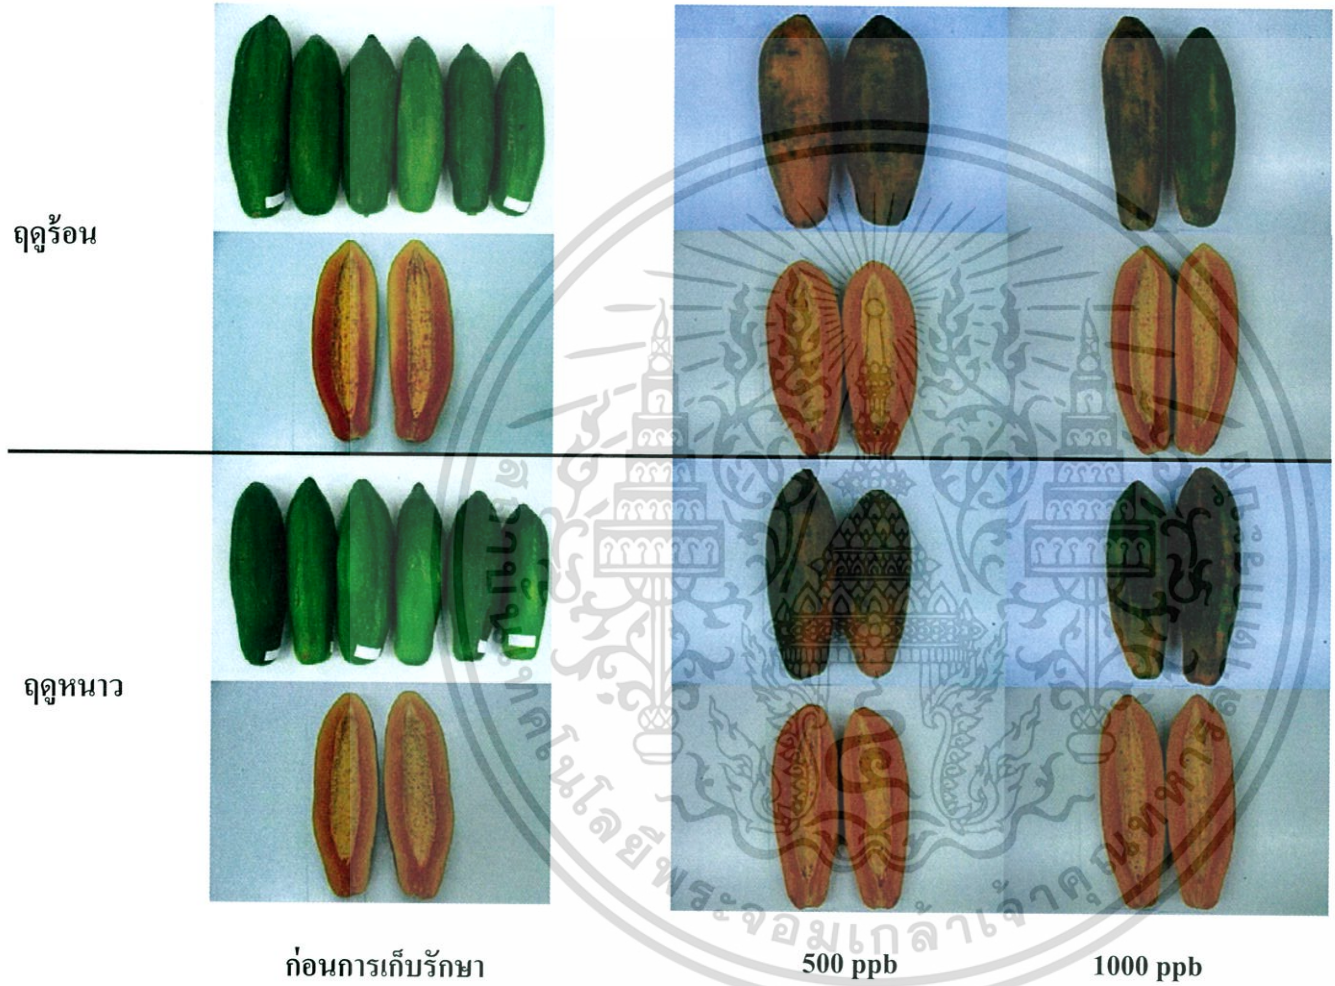 ฤดูร้อน
ฤดูหนาว
ก่อนการเก็บรักษา
500 ppb
1000 ppb